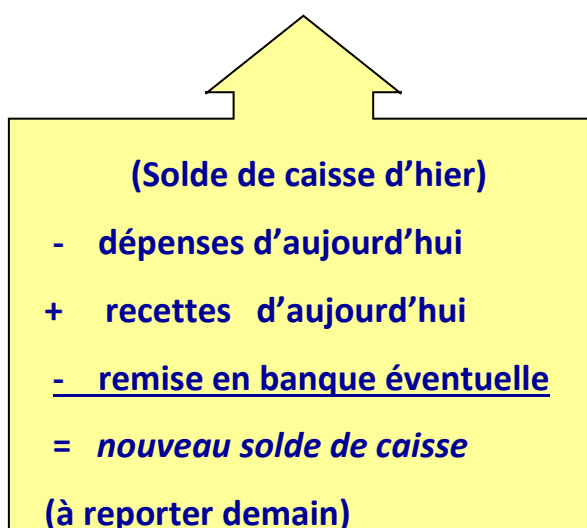 (Solde de caisse d’hier)
- dépenses d’aujourd’hui
+ recettes d’aujourd’hui
- remise en banque éventuelle
= nouveau solde de caisse
(à reporter demain)